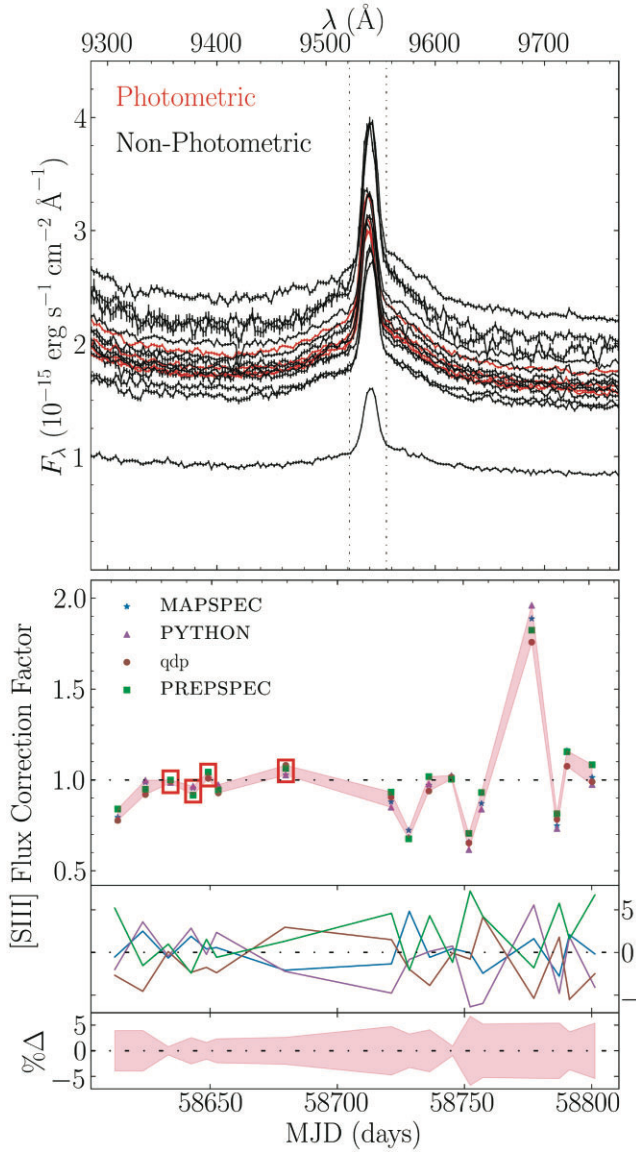 λ (Å)
9300 9400 9500 9600 9700
Photometric
Non-Photometric
4
3
2
1
F_λ (10⁻¹⁵ erg s⁻¹ cm⁻² Å⁻¹)
2.0
1.5
1.0
0.5
MAPSPEC
PYTHON
qdp
PREPSPEC
[SIII] Flux Correction Factor
5
0
%Δ
5
0
−5
58650 58700 58750 58800
MJD (days)